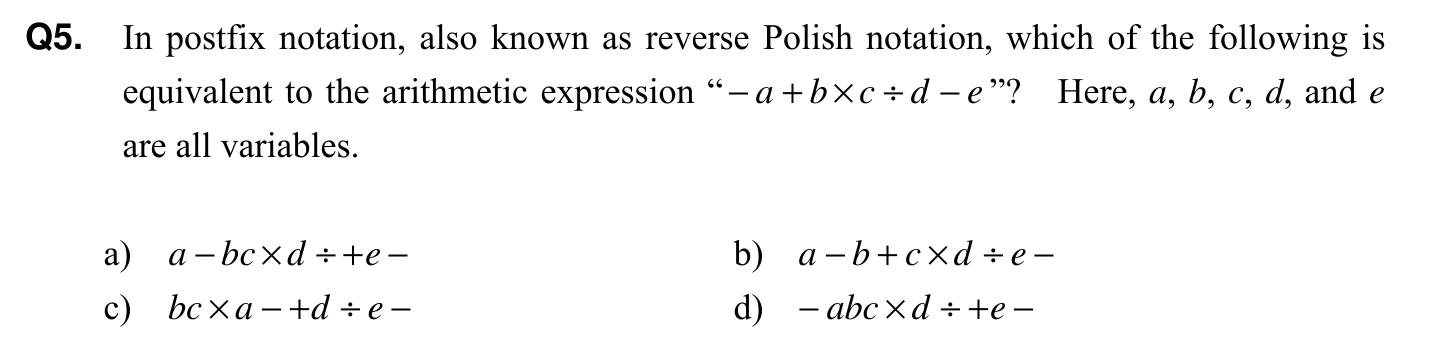 Q5. In postfix notation, also known as reverse Polish notation, which of the following is
equivalent to the arithmetic expression “−a+b×c÷d−e”? Here, a, b, c, d, and e
are all variables.
a) a−bc×d÷+e− b) a−b+c×d÷e−
c) bc×a−+d÷e− d) −abc×d÷+e−